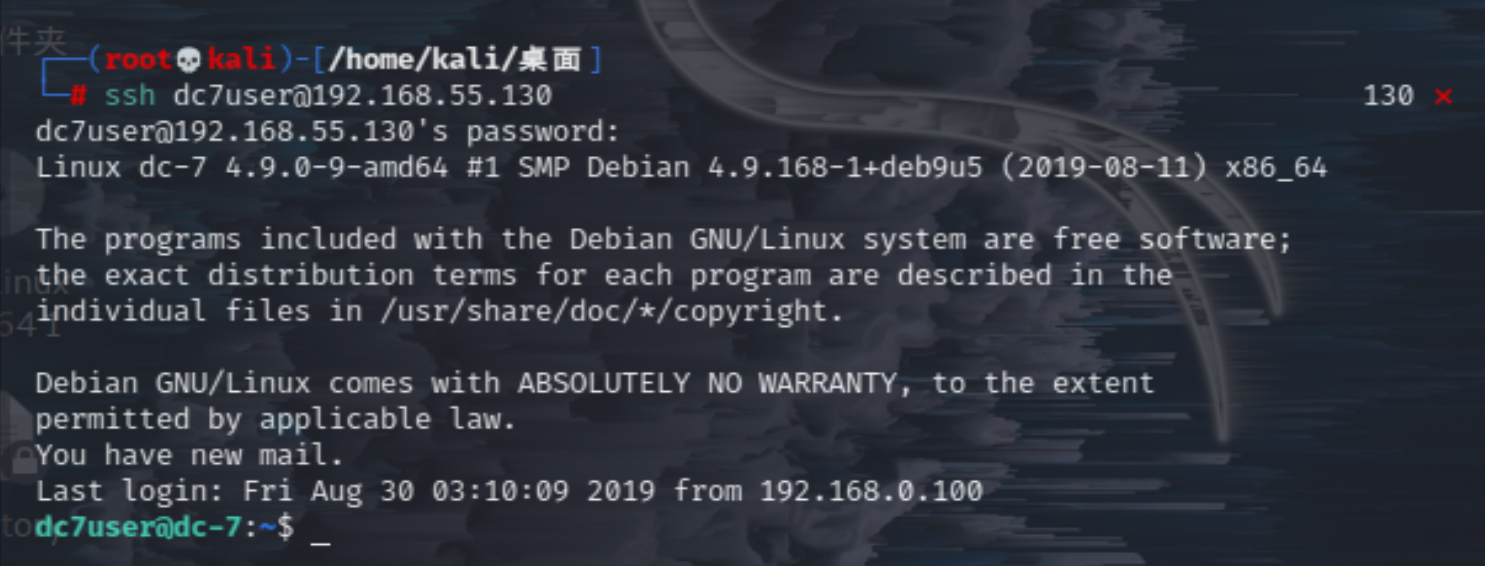 件夹
┌──(root💀kali)-[/home/kali/桌面]
└─# ssh dc7user@192.168.55.130 130 ⨯
dc7user@192.168.55.130's password:
Linux dc-7 4.9.0-9-amd64 #1 SMP Debian 4.9.168-1+deb9u5 (2019-08-11) x86_64
The programs included with the Debian GNU/Linux system are free software;
the exact distribution terms for each program are described in the
individual files in /usr/share/doc/*/copyright.
Debian GNU/Linux comes with ABSOLUTELY NO WARRANTY, to the extent
permitted by applicable law.
You have new mail.
Last login: Fri Aug 30 03:10:09 2019 from 192.168.0.100
dc7user@dc-7:~$ _